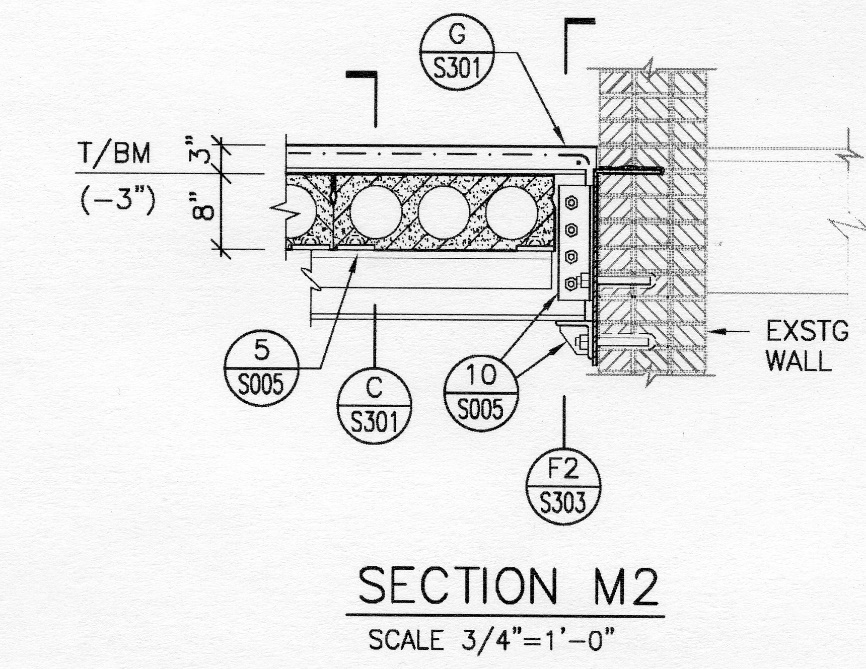 G
S301
T/BM
3"
(-3")
8"
EXSTG
WALL
5
S005
C
S301
10
S005
F2
S303
SECTION M2
SCALE 3/4"=1'-0"